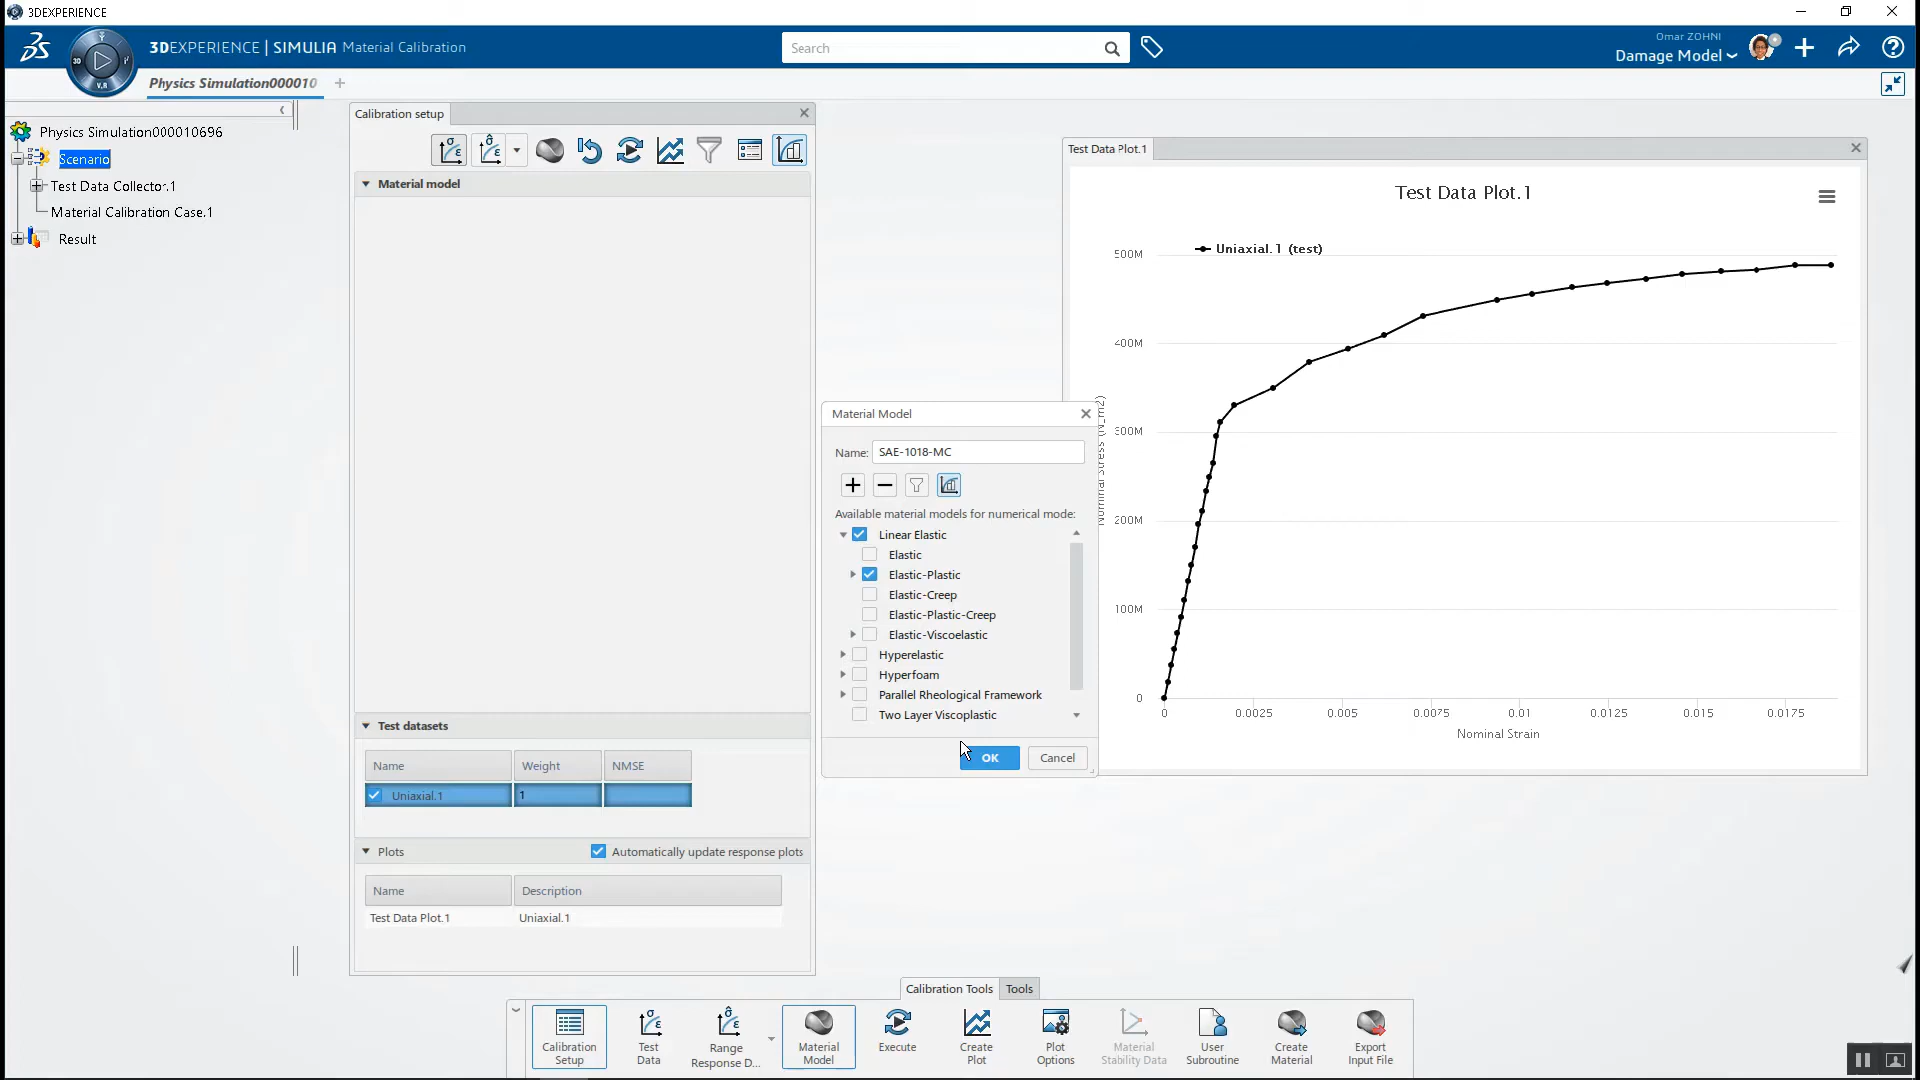 3DEXPERIENCE
3DEXPERIENCE | SIMULIA Material Calibration
Search
Omar ZOHNI
Damage Model
3D
V.R
Physics Simulation000010
Physics Simulation000010696
Scenario
Test Data Collector.1
Material Calibration Case.1
Result
Calibration setup
Material model
Test datasets
Name Weight NMSE
Uniaxial.1 1
Plots
Automatically update response plots
Name Description
Test Data Plot.1 Uniaxial.1
Material Model
Name: SAE-1018-MC
Available material models for numerical mode:
Linear Elastic
Elastic
Elastic-Plastic
Elastic-Creep
Elastic-Plastic-Creep
Elastic-Viscoelastic
Hyperelastic
Hyperfoam
Parallel Rheological Framework
Two Layer Viscoplastic
OK Cancel
Test Data Plot.1
Test Data Plot.1
Uniaxial.1 (test)
500M
400M
300M
200M
100M
0
0 0.0025 0.005 0.0075 0.01 0.0125 0.015 0.0175
Nominal Strain
Calibration Tools Tools
Calibration Setup
Test Data
Range Response D...
Material Model
Execute
Create Plot
Plot Options
Material Stability Data
User Subroutine
Create Material
Export Input File